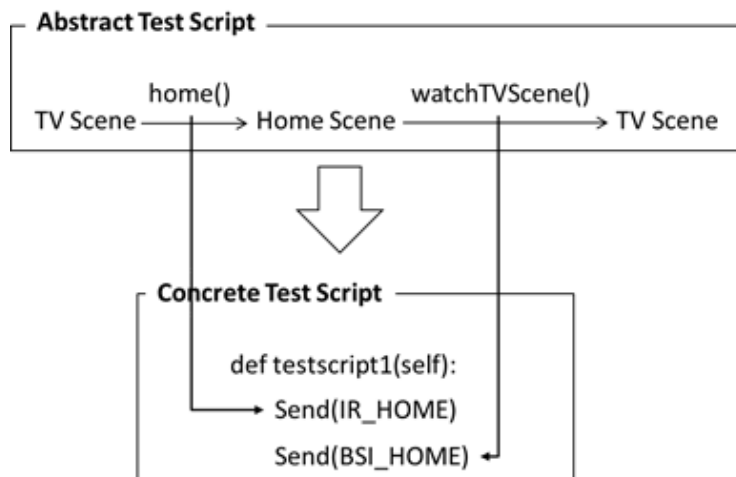 Abstract Test Script
home() watchTVScene()
TV Scene Home Scene TV Scene
Concrete Test Script
def testscript1(self):
Send(IR_HOME)
Send(BSI_HOME)